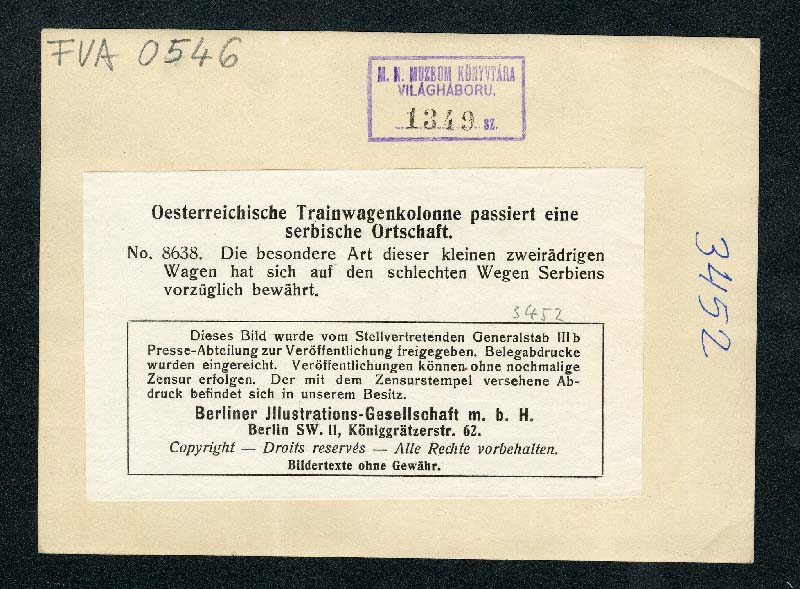 FVA 0546
M. N. MUZEUM KÖNYVTÁRA
VILÁGHÁBORU.
1349 SZ.
Oesterreichische Trainwagenkolonne passiert eine
serbische Ortschaft.
No. 8638. Die besondere Art dieser kleinen zweirädrigen
Wagen hat sich auf den schlechten Wegen Serbiens
vorzüglich bewährt.
3452
Dieses Bild wurde vom Stellvertretenden Generalstab III b
Presse-Abteilung zur Veröffentlichung freigegeben. Belegabdrucke
wurden eingereicht. Veröffentlichungen können ohne nochmalige
Zensur erfolgen. Der mit dem Zensurstempel versehene Ab-
druck befindet sich in unserem Besitz.
Berliner Jllustrations-Gesellschaft m. b. H.
Berlin SW. 11, Königgrätzerstr. 62.
Copyright — Droits reservés — Alle Rechte vorbehalten.
Bildertexte ohne Gewähr.
3452